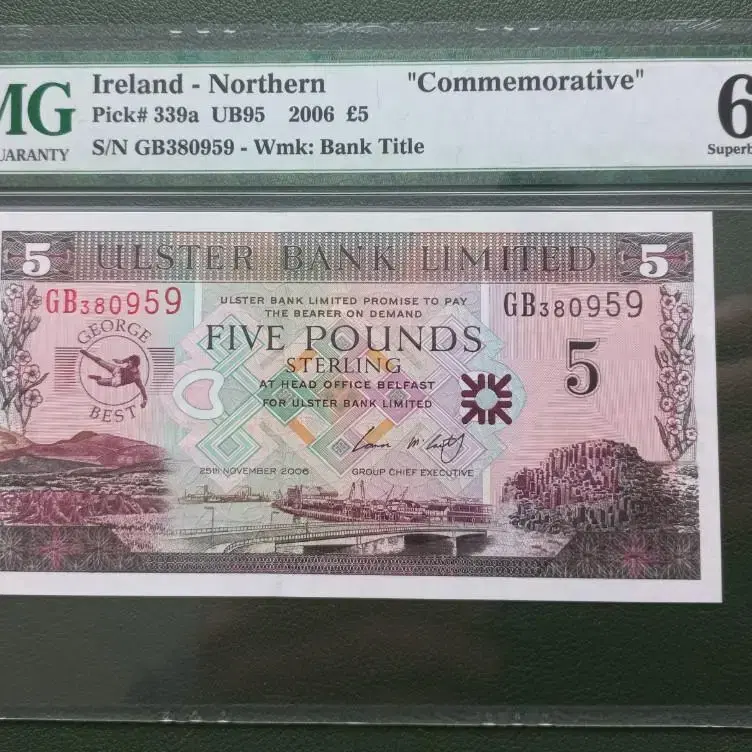 MG
Ireland - Northern "Commemorative"
Pick# 339a UB95 2006 £5
S/N GB380959 - Wmk: Bank Title
UARANTY
6
Superb
5 ULSTER BANK LIMITED 5
GB380959
GB380959
ULSTER BANK LIMITED PROMISE TO PAY
THE BEARER ON DEMAND
FIVE POUNDS
STERLING
AT HEAD OFFICE BELFAST
FOR ULSTER BANK LIMITED
GEORGE
BEST
5
25TH NOVEMBER 2006
GROUP CHIEF EXECUTIVE